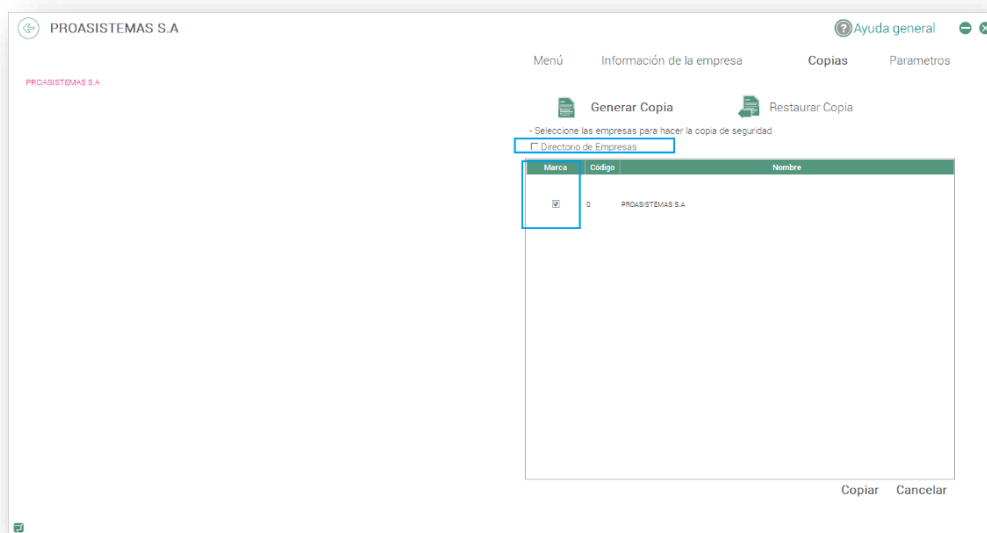 PROASISTEMAS S.A
Ayuda general
Menú Información de la empresa Copias Parametros
PROASISTEMAS S.A
Generar Copia Restaurar Copia
- Seleccione las empresas para hacer la copia de seguridad
Directorio de Empresas
Marca Código Nombre
0 PROASISTEMAS S.A
Copiar Cancelar